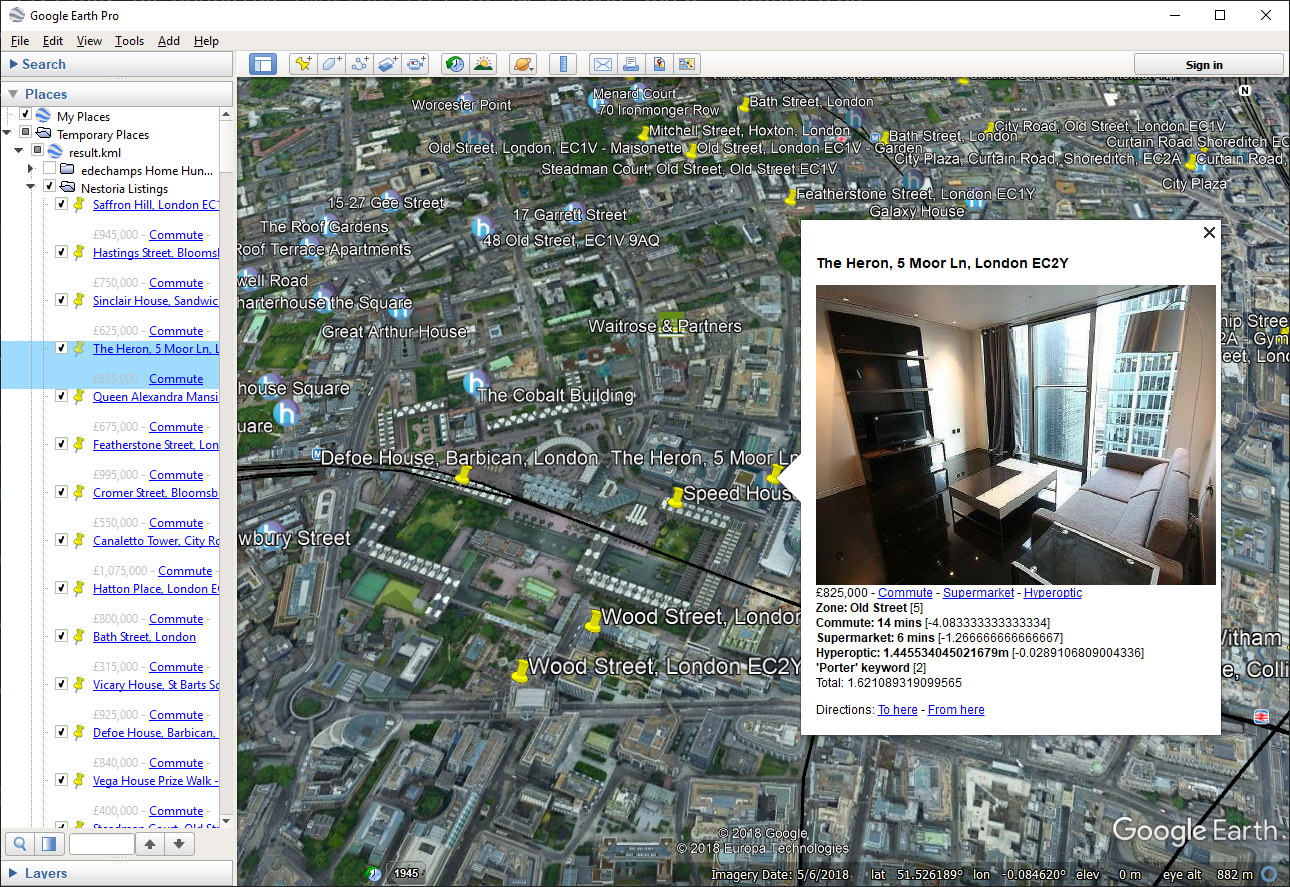 Google Earth Pro
File Edit View Tools Add Help
Search
Sign in
Places
My Places
Temporary Places
result.kml
edechamps Home Hun...
Nestoria Listings
Saffron Hill, London EC1
£945,000 - Commute -
Hastings Street, Bloomsb
£750,000 - Commute -
Sinclair House, Sandwic
£625,000 - Commute -
The Heron, 5 Moor Ln, L
£825,000 - Commute
Queen Alexandra Mansi
£675,000 - Commute -
Featherstone Street, Lon
£995,000 - Commute -
Cromer Street, Bloomsb
£550,000 - Commute -
Canaletto Tower, City Ro
£1,075,000 - Commute -
Hatton Place, London E
£800,000 - Commute -
Bath Street, London
£315,000 - Commute -
Vicary House, St Barts Sq
£925,000 - Commute -
Defoe House, Barbican,
£840,000 - Commute -
Vega House Prize Walk -
£400,000 - Commute -
Steadman Court, Old Str
Layers
Worcester Point
Menard Court
70 Ironmonger Row
Bath Street, London
Mitchell Street, Hoxton, London
Bath Street, London
City Road, Old Street, London EC1V
Old Street, London, EC1V - Maisonette
Old Street, London EC1V - Garden
Curtain Road Shoreditch EC
City Plaza, Curtain Road, Shoreditch, EC2A
Curtain Road,
Steadman Court, Old Street, Old Street EC1V
City Plaza
15-27 Gee Street
Featherstone Street, London EC1Y
Galaxy House
17 Garrett Street
The Roof Gardens
48 Old Street, EC1V 9AQ
Roof Terrace Apartments
well Road
harterhouse the Square
Great Arthur House
Waitrose & Partners
house Square
The Cobalt Building
uare
Defoe House, Barbican, London
The Heron, 5 Moor Ln
Speed House
wbury Street
Wood Street, London
Wood Street, London EC2Y
hip Stree
2A - Gym
reet, Lond
Witham
e, Colli
N
The Heron, 5 Moor Ln, London EC2Y
£825,000 - Commute - Supermarket - Hyperoptic
Zone: Old Street [5]
Commute: 14 mins [-4.083333333333334]
Supermarket: 6 mins [-1.266666666666667]
Hyperoptic: 1.445534045021679m [-0.0289106809004336]
'Porter' keyword [2]
Total: 1.621089319099565
Directions: To here - From here
© 2018 Google
© 2018 Europa Technologies
Google Earth
1945
Imagery Date: 5/6/2018 lat 51.526189° lon -0.084620° elev 0 m eye alt 882 m